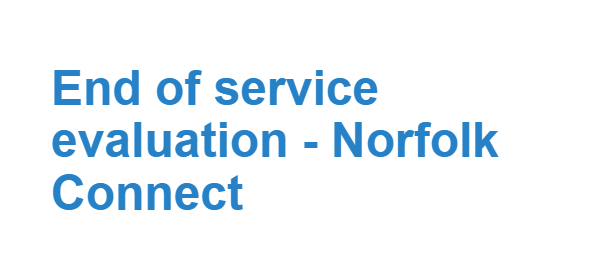 End of service
evaluation - Norfolk
Connect